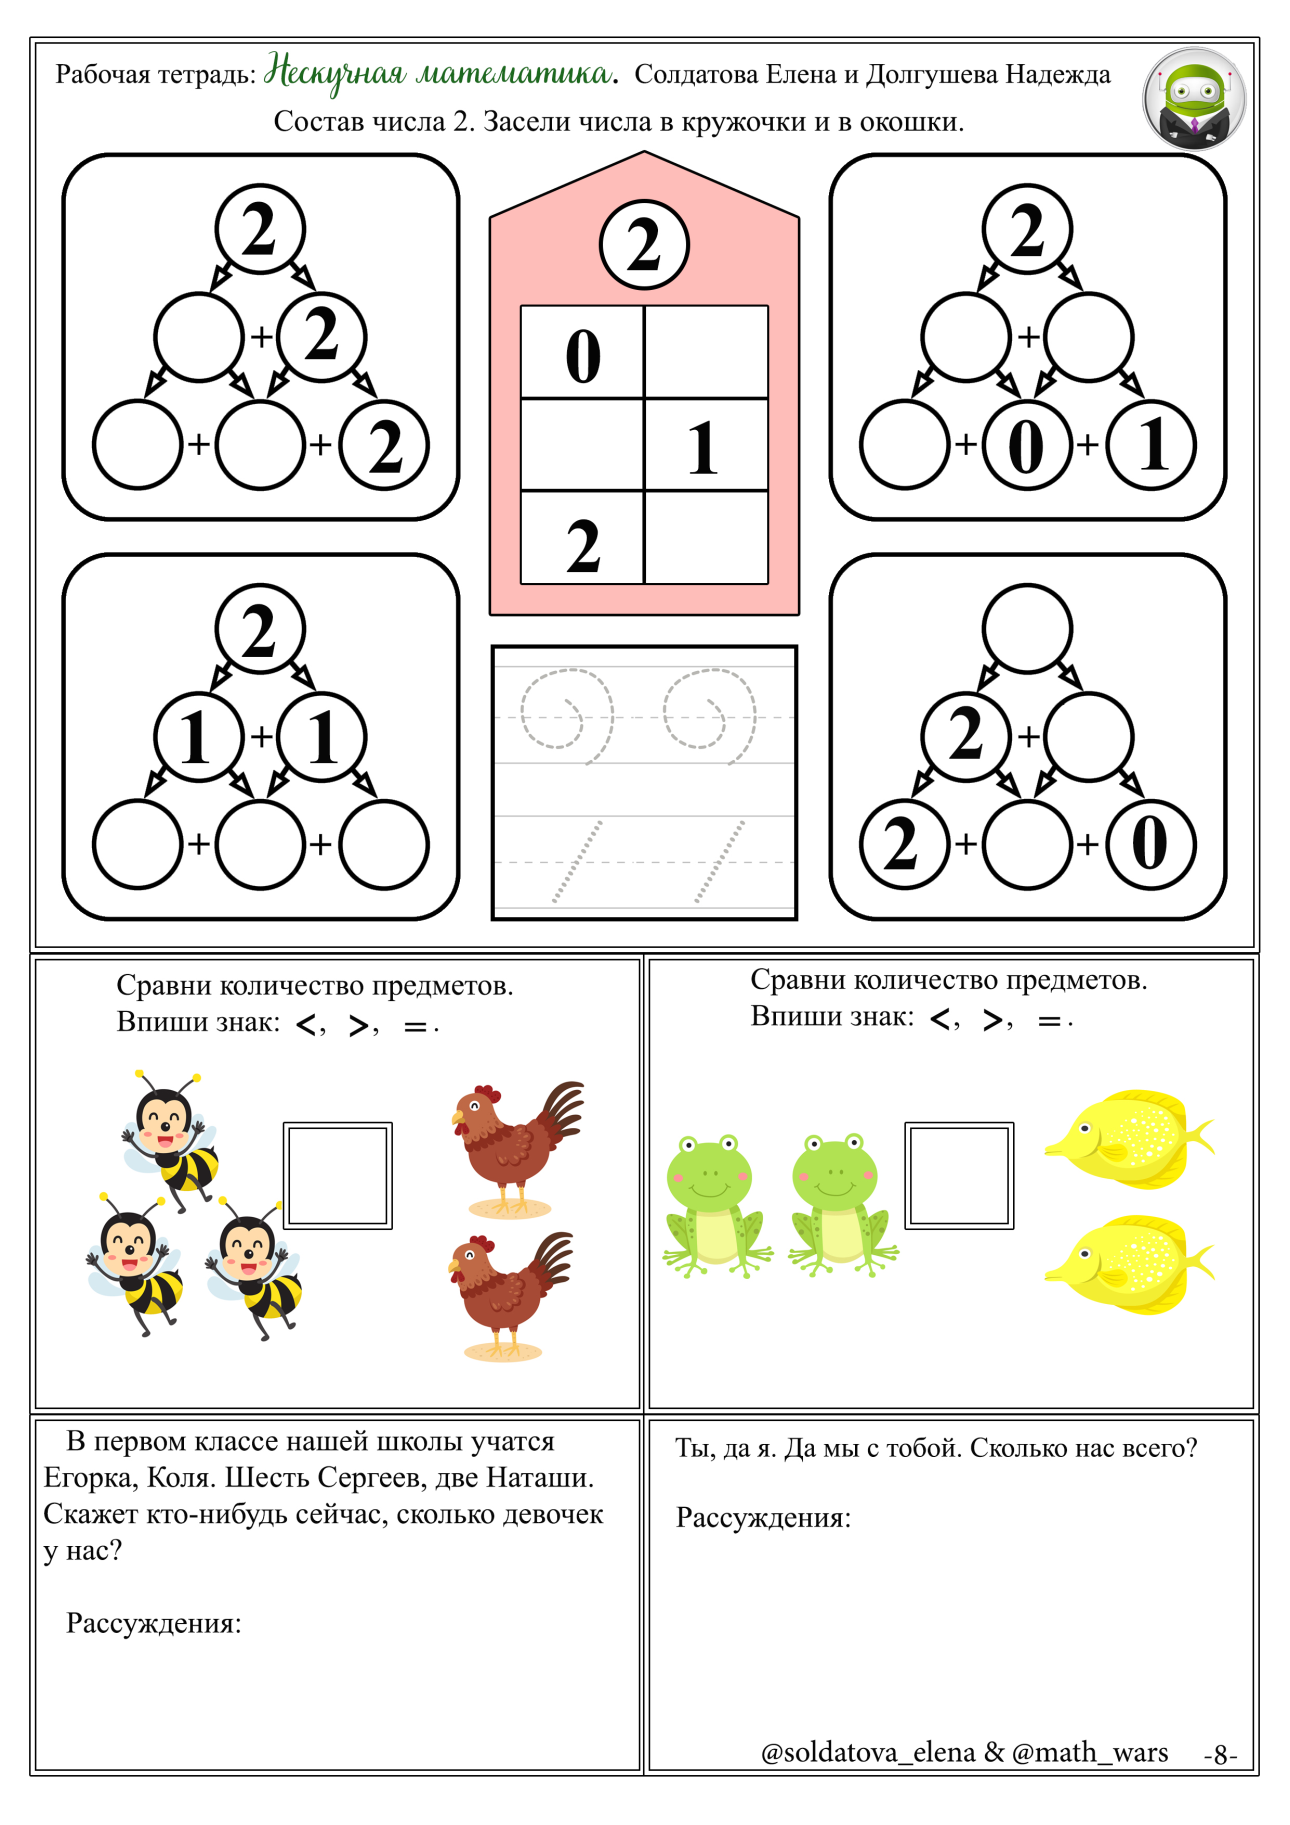 Рабочая тетрадь: Нескучная математика. Солдатова Елена и Долгушева Надежда
Состав числа 2. Засели числа в кружочки и в окошки.
2
+ 2
+ + 2
2
0
1
2
2
+
+ 0 + 1
2
1 + 1
+ +
2 +
2 + + 0
Сравни количество предметов.
Впиши знак: <, >, = .
Сравни количество предметов.
Впиши знак: <, >, = .
В первом классе нашей школы учатся
Егорка, Коля. Шесть Сергеев, две Наташи.
Скажет кто-нибудь сейчас, сколько девочек
у нас?
Рассуждения:
Ты, да я. Да мы с тобой. Сколько нас всего?
Рассуждения:
@soldatova_elena & @math_wars -8-